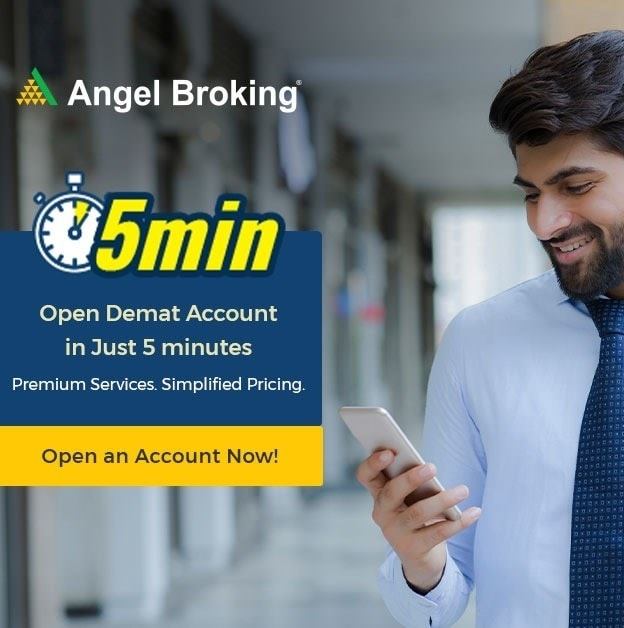 Angel Broking®
5min
Open Demat Account
in Just 5 minutes
Premium Services. Simplified Pricing.
Open an Account Now!